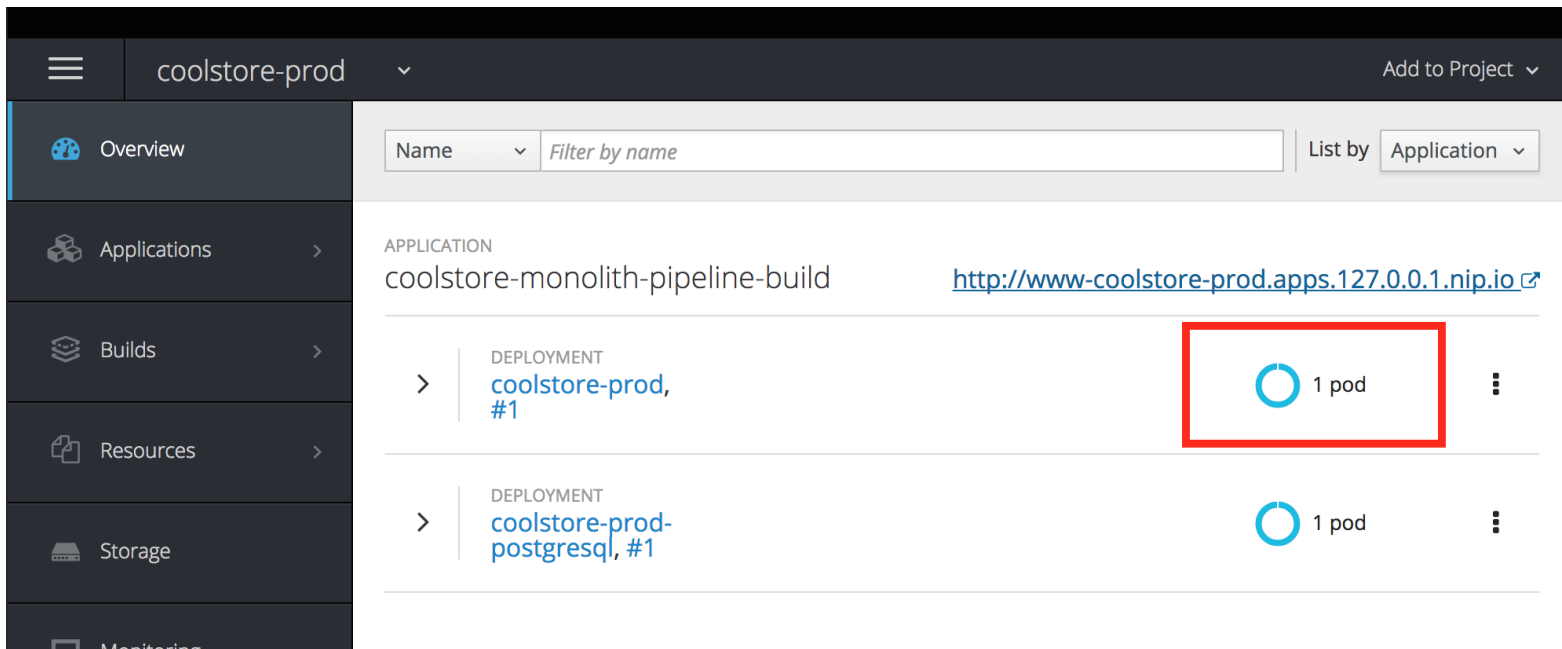 coolstore-prod
Add to Project
Overview
Name
Filter by name
List by
Application
Applications
APPLICATION
coolstore-monolith-pipeline-build
http://www-coolstore-prod.apps.127.0.0.1.nip.io
Builds
DEPLOYMENT
coolstore-prod,
#1
1 pod
Resources
DEPLOYMENT
coolstore-prod-
postgresql, #1
1 pod
Storage
Monitoring